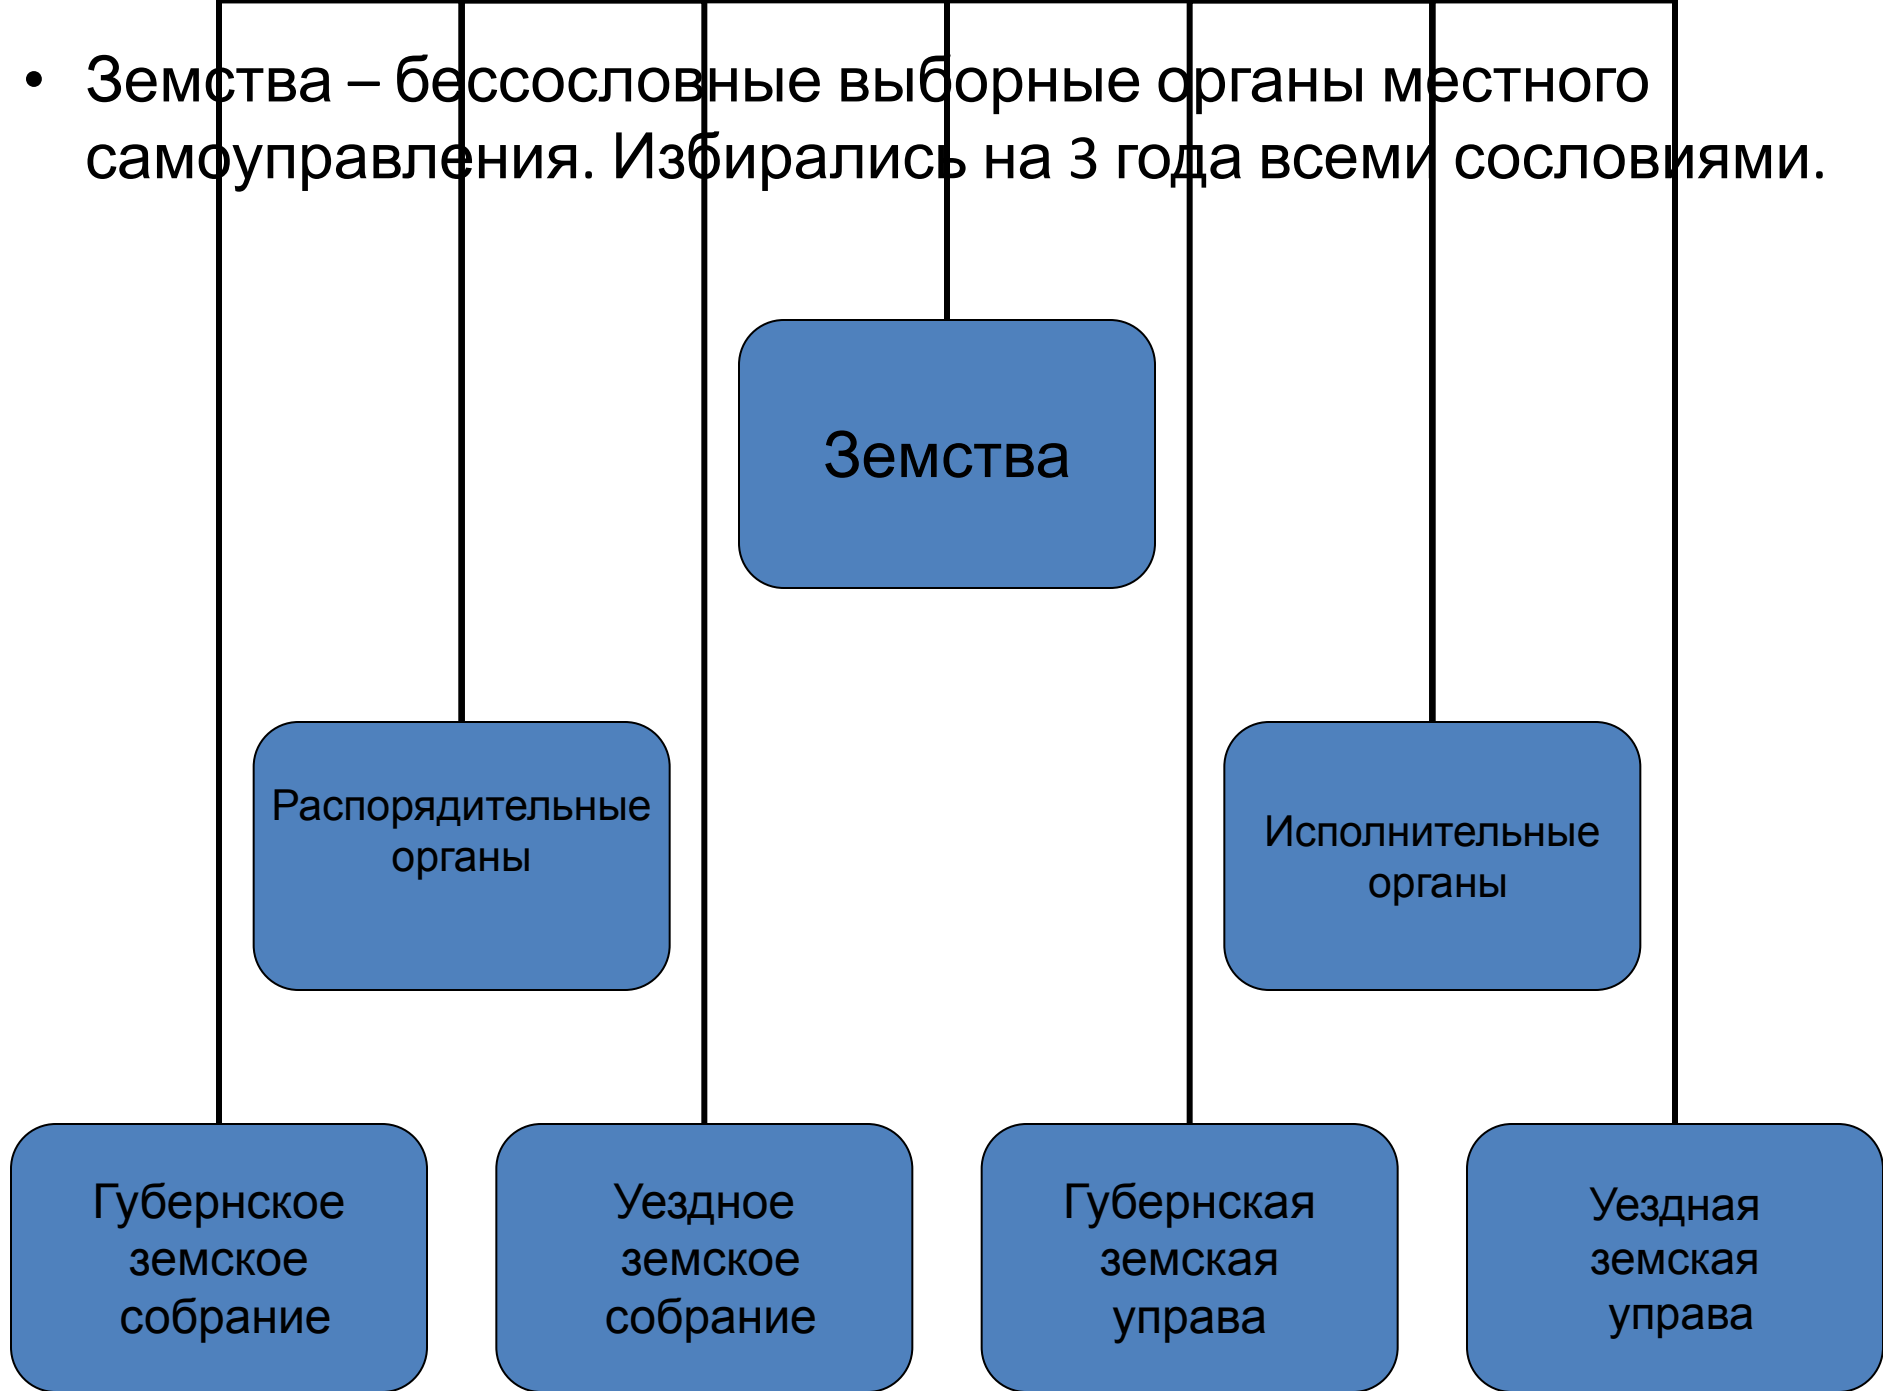 • Земства – бессословные выборные органы местного
самоуправления. Избирались на 3 года всеми сословиями.
Земства
Распорядительные
органы
Исполнительные
органы
Губернское
земское
собрание
Уездное
земское
собрание
Губернская
земская
управа
Уездная
земская
управа